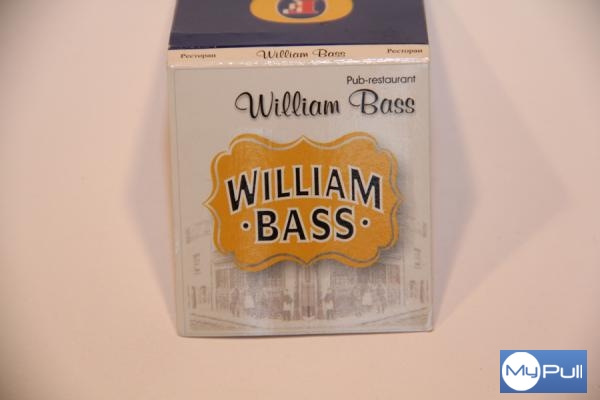 Ресторан William Bass Ресторан
Pub-restaurant
William Bass
WILLIAM
·BASS·
MyPull